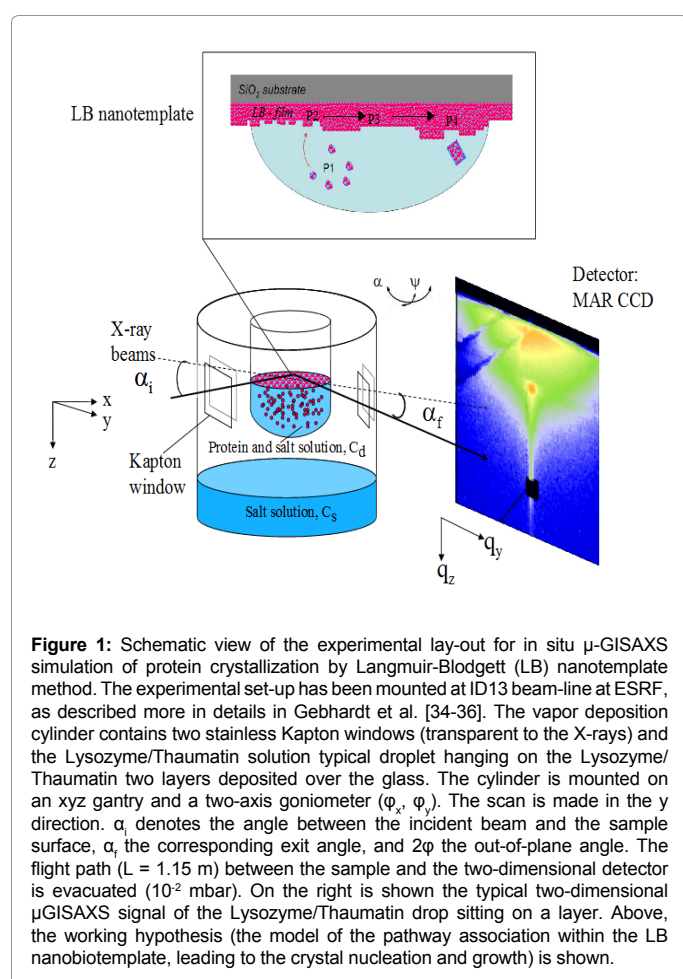 LB nanotemplate
SiO₂ substrate
LB film P2 P3 P4
P1
X-ray
beams
α ψ
Detector:
MAR CCD
αᵢ
α_f
x
y
z
Kapton
window
Protein and salt solution, C_d
Salt solution, C_s
q_y
q_z
Figure 1: Schematic view of the experimental lay-out for in situ μ-GISAXS
simulation of protein crystallization by Langmuir-Blodgett (LB) nanotemplate
method. The experimental set-up has been mounted at ID13 beam-line at ESRF,
as described more in details in Gebhardt et al. [34-36]. The vapor deposition
cylinder contains two stainless Kapton windows (transparent to the X-rays) and
the Lysozyme/Thaumatin solution typical droplet hanging on the Lysozyme/
Thaumatin two layers deposited over the glass. The cylinder is mounted on
an xyz gantry and a two-axis goniometer (φₓ, φ_y). The scan is made in the y
direction. αᵢ denotes the angle between the incident beam and the sample
surface, α_f the corresponding exit angle, and 2φ the out-of-plane angle. The
flight path (L = 1.15 m) between the sample and the two-dimensional detector
is evacuated (10⁻² mbar). On the right is shown the typical two-dimensional
μGISAXS signal of the Lysozyme/Thaumatin drop sitting on a layer. Above,
the working hypothesis (the model of the pathway association within the LB
nanobiotemplate, leading to the crystal nucleation and growth) is shown.